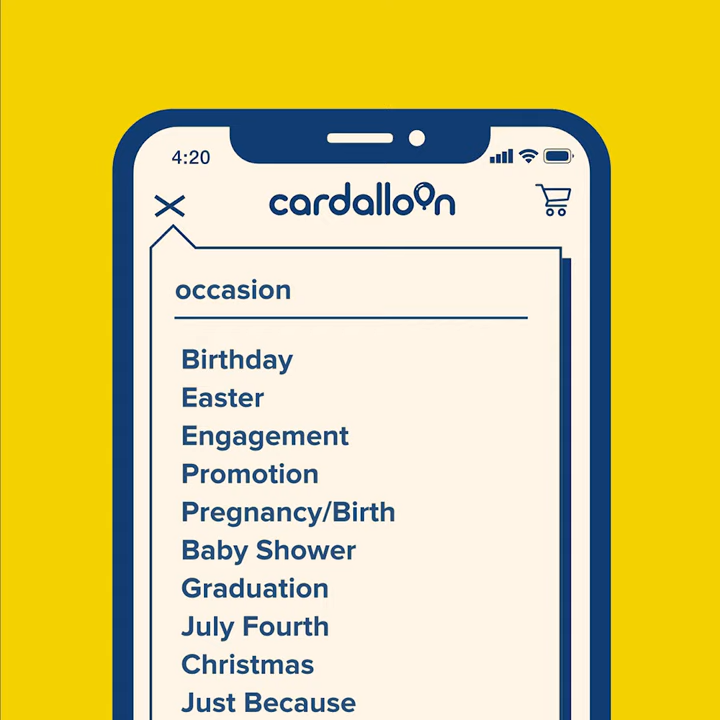 4:20
cardalloon
occasion
Birthday
Easter
Engagement
Promotion
Pregnancy/Birth
Baby Shower
Graduation
July Fourth
Christmas
Just Because